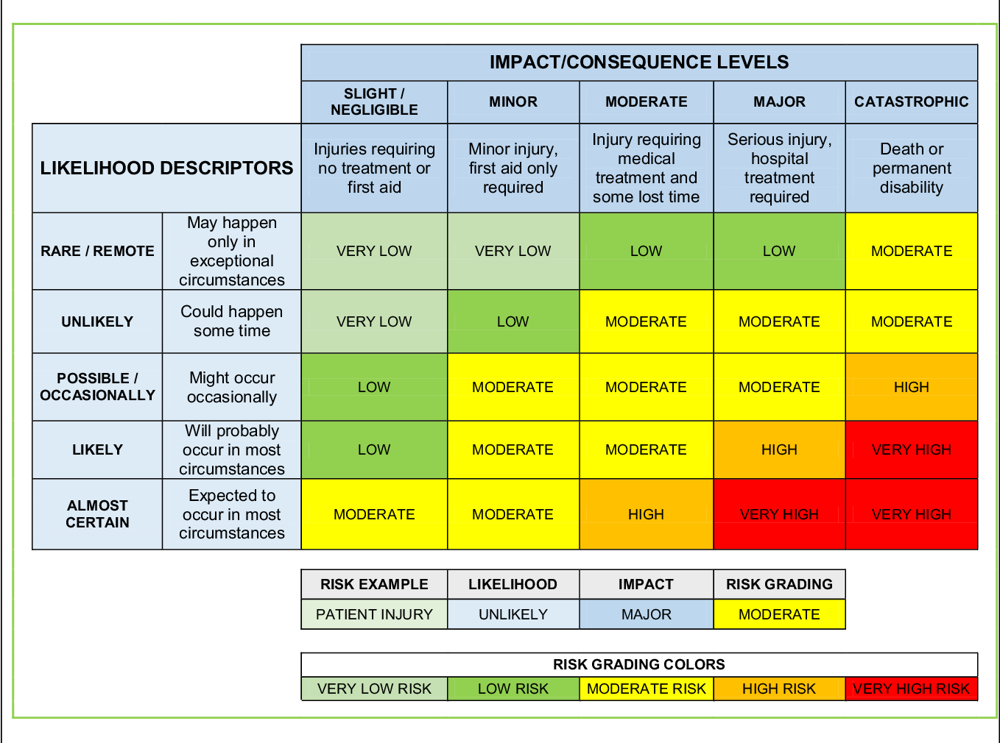 IMPACT/CONSEQUENCE LEVELS
SLIGHT /
NEGLIGIBLE
MINOR
MODERATE
MAJOR
CATASTROPHIC
LIKELIHOOD DESCRIPTORS
Injuries requiring
no treatment or
first aid
Minor injury,
first aid only
required
Injury requiring
medical
treatment and
some lost time
Serious injury,
hospital
treatment
required
Death or
permanent
disability
RARE / REMOTE
May happen
only in
exceptional
circumstances
VERY LOW
VERY LOW
LOW
LOW
MODERATE
UNLIKELY
Could happen
some time
VERY LOW
LOW
MODERATE
MODERATE
MODERATE
POSSIBLE /
OCCASIONALLY
Might occur
occasionally
LOW
MODERATE
MODERATE
MODERATE
HIGH
LIKELY
Will probably
occur in most
circumstances
LOW
MODERATE
MODERATE
HIGH
VERY HIGH
ALMOST
CERTAIN
Expected to
occur in most
circumstances
MODERATE
MODERATE
HIGH
VERY HIGH
VERY HIGH
RISK EXAMPLE
LIKELIHOOD
IMPACT
RISK GRADING
PATIENT INJURY
UNLIKELY
MAJOR
MODERATE
RISK GRADING COLORS
VERY LOW RISK
LOW RISK
MODERATE RISK
HIGH RISK
VERY HIGH RISK